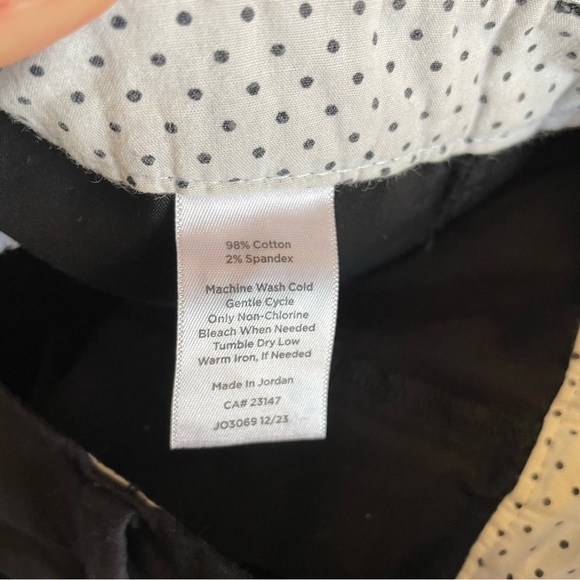 98% Cotton
2% Spandex
Machine Wash Cold
Gentle Cycle
Only Non-Chlorine
Bleach When Needed
Tumble Dry Low
Warm Iron, If Needed
Made In Jordan
CA# 23147
JO3069 12/23